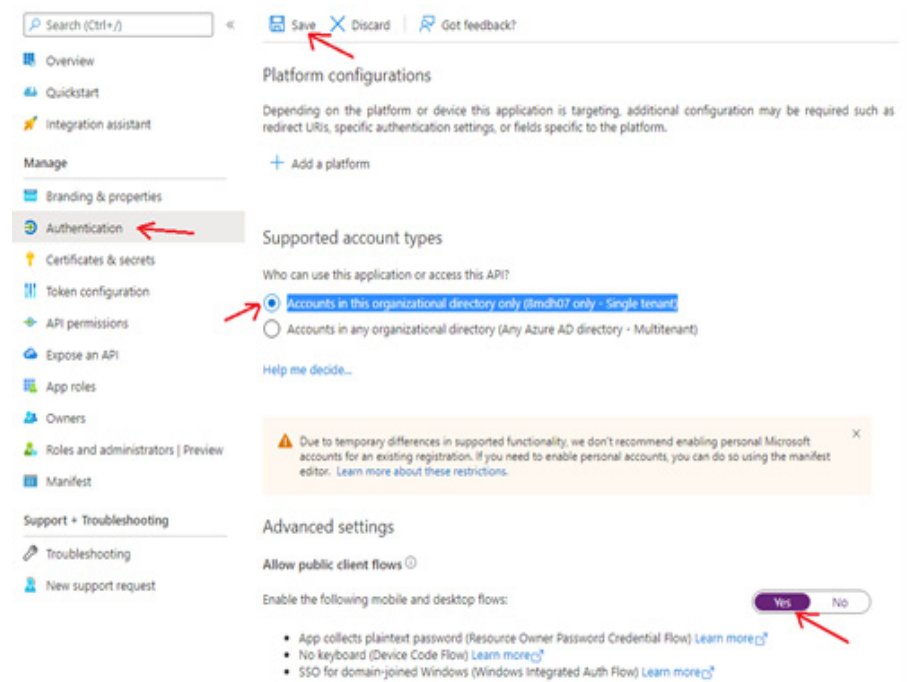 Search (Ctrl+/)
«
Overview
Quickstart
Integration assistant
Manage
Branding & properties
Authentication
Certificates & secrets
Token configuration
API permissions
Expose an API
App roles
Owners
Roles and administrators | Preview
Manifest
Support + Troubleshooting
Troubleshooting
New support request
Save Discard Got feedback?
Platform configurations
Depending on the platform or device this application is targeting, additional configuration may be required such as
redirect URIs, specific authentication settings, or fields specific to the platform.
Add a platform
Supported account types
Who can use this application or access this API?
Accounts in this organizational directory only (8mdh07 only - Single tenant)
Accounts in any organizational directory (Any Azure AD directory - Multitenant)
Help me decide...
Due to temporary differences in supported functionality, we don't recommend enabling personal Microsoft
accounts for an existing registration. If you need to enable personal accounts, you can do so using the manifest
editor. Learn more about these restrictions.
Advanced settings
Allow public client flows
Enable the following mobile and desktop flows:
Yes No
• App collects plaintext password (Resource Owner Password Credential Flow) Learn more
• No keyboard (Device Code Flow) Learn more
• SSO for domain-joined Windows (Windows Integrated Auth Flow) Learn more